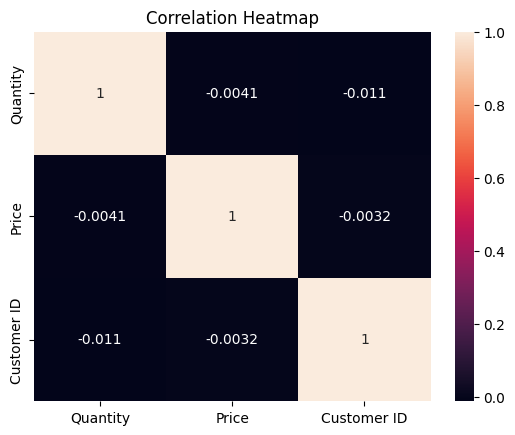 Correlation Heatmap
Quantity
1
-0.0041
-0.011
Price
-0.0041
1
-0.0032
Customer ID
-0.011
-0.0032
1
Quantity
Price
Customer ID
1.0
0.8
0.6
0.4
0.2
0.0